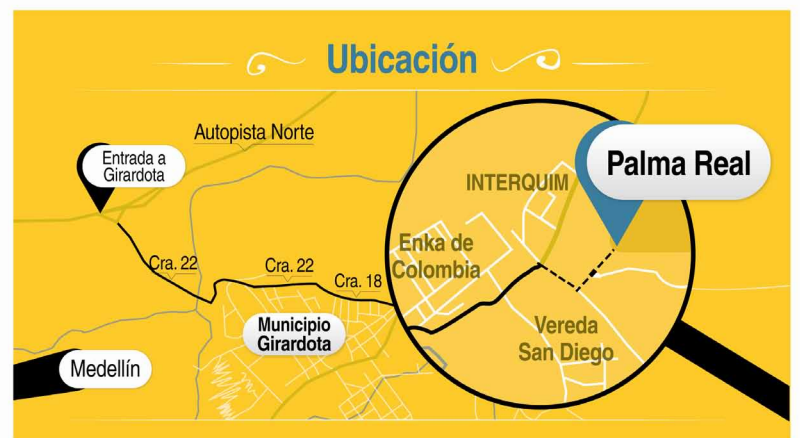 Ubicación
Autopista Norte
Entrada a
Girardota
Palma Real
INTERQUIM
Enka de
Colombia
Cra. 22
Cra. 22
Cra. 18
Municipio
Girardota
Vereda
San Diego
Medellín